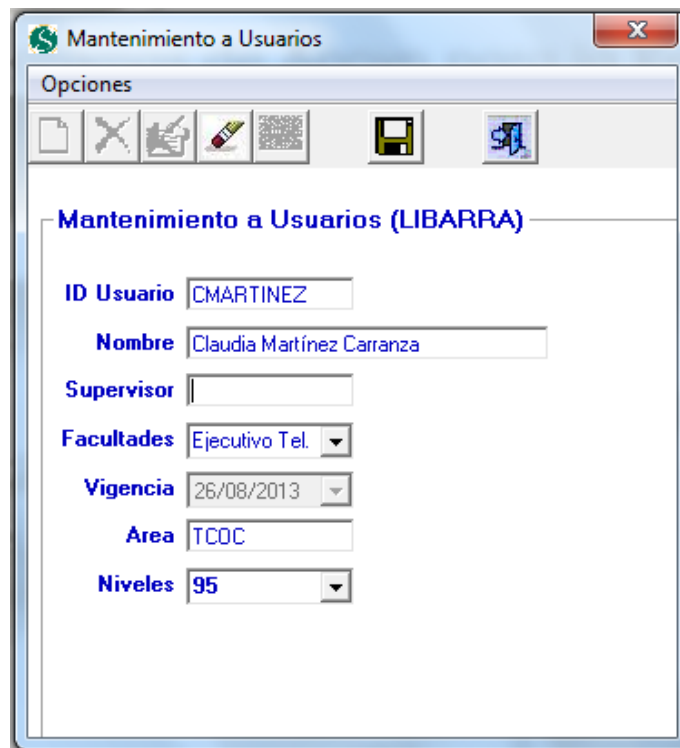 Mantenimiento a Usuarios
Opciones
Mantenimiento a Usuarios (LIBARRA)
ID Usuario CMARTINEZ
Nombre Claudia Martínez Carranza
Supervisor
Facultades Ejecutivo Tel.
Vigencia 26/08/2013
Area TCOC
Niveles 95